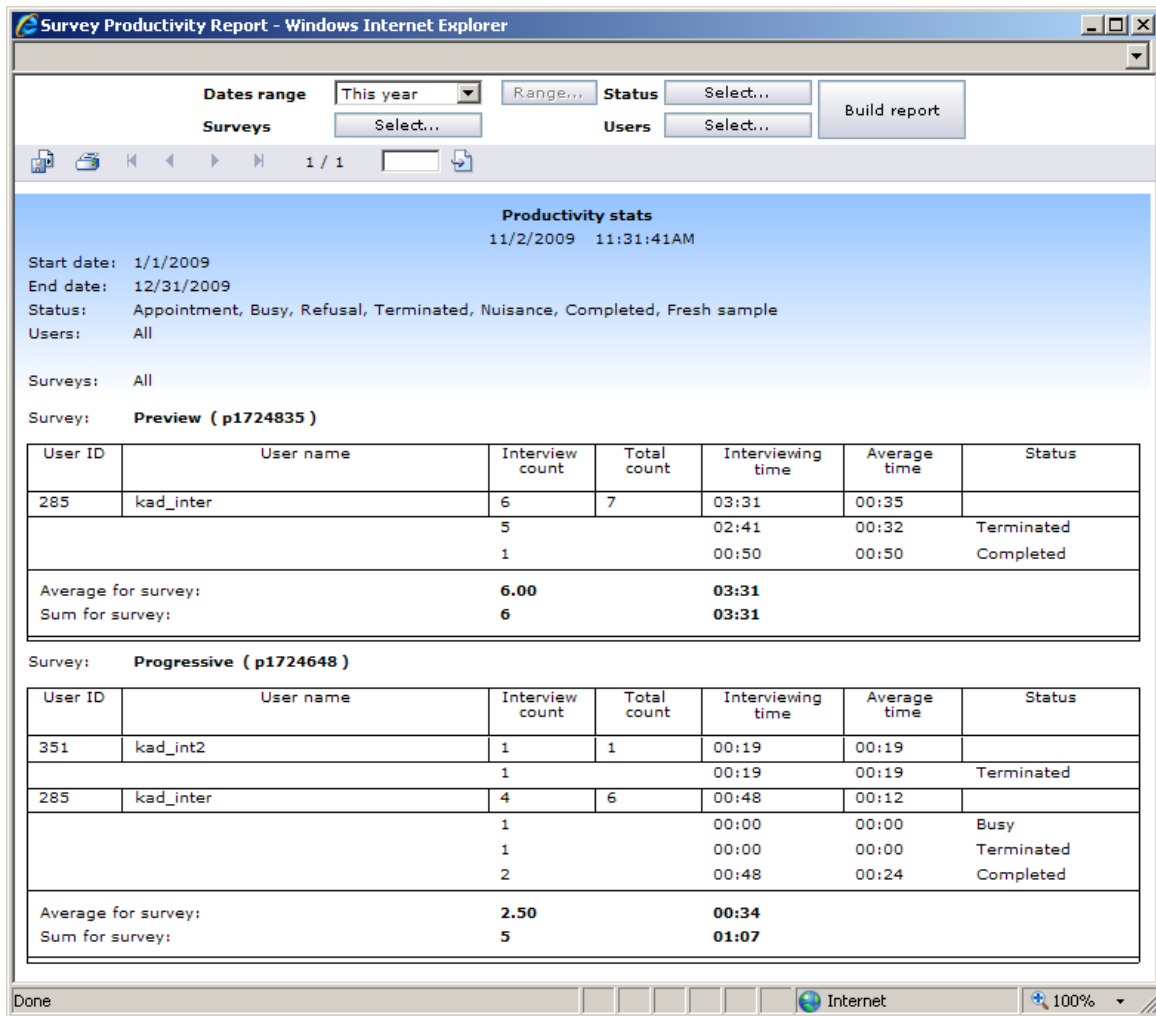 Survey Productivity Report - Windows Internet Explorer
Dates range This year Range... Status Select... Build report
Surveys Select... Users Select...
1 / 1
Productivity stats
11/2/2009 11:31:41AM
Start date: 1/1/2009
End date: 12/31/2009
Status: Appointment, Busy, Refusal, Terminated, Nuisance, Completed, Fresh sample
Users: All
Surveys: All
Survey: Preview ( p1724835 )
User ID User name Interview count Total count Interviewing time Average time Status
285 kad_inter 6 7 03:31 00:35
5 02:41 00:32 Terminated
1 00:50 00:50 Completed
Average for survey: 6.00 03:31
Sum for survey: 6 03:31
Survey: Progressive ( p1724648 )
User ID User name Interview count Total count Interviewing time Average time Status
351 kad_int2 1 1 00:19 00:19
1 00:19 00:19 Terminated
285 kad_inter 4 6 00:48 00:12
1 00:00 00:00 Busy
1 00:00 00:00 Terminated
2 00:48 00:24 Completed
Average for survey: 2.50 00:34
Sum for survey: 5 01:07
Done Internet 100%